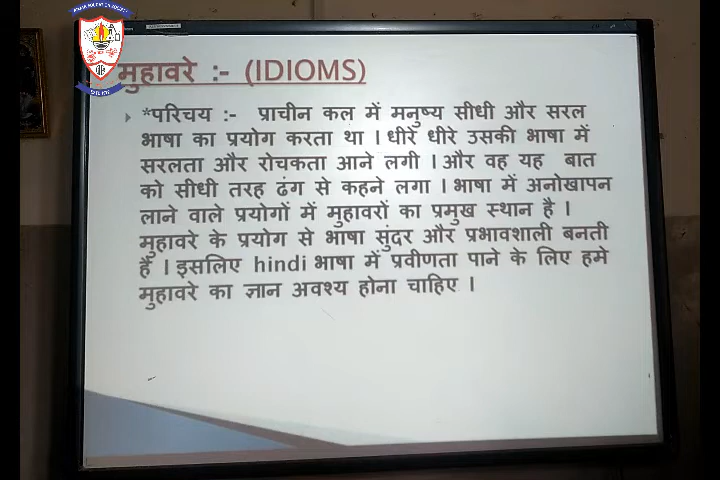 मुहावरे :- (IDIOMS)
*परिचय :- प्राचीन कल में मनुष्य सीधी और सरल
भाषा का प्रयोग करता था । धीरे धीरे उसकी भाषा में
सरलता और रोचकता आने लगी । और वह यह बात
को सीधी तरह ढंग से कहने लगा । भाषा में अनोखापन
लाने वाले प्रयोगों में मुहावरों का प्रमुख स्थान है ।
मुहावरे के प्रयोग से भाषा सुंदर और प्रभावशाली बनती
है । इसलिए hindi भाषा में प्रवीणता पाने के लिए हमे
मुहावरे का ज्ञान अवश्य होना चाहिए ।